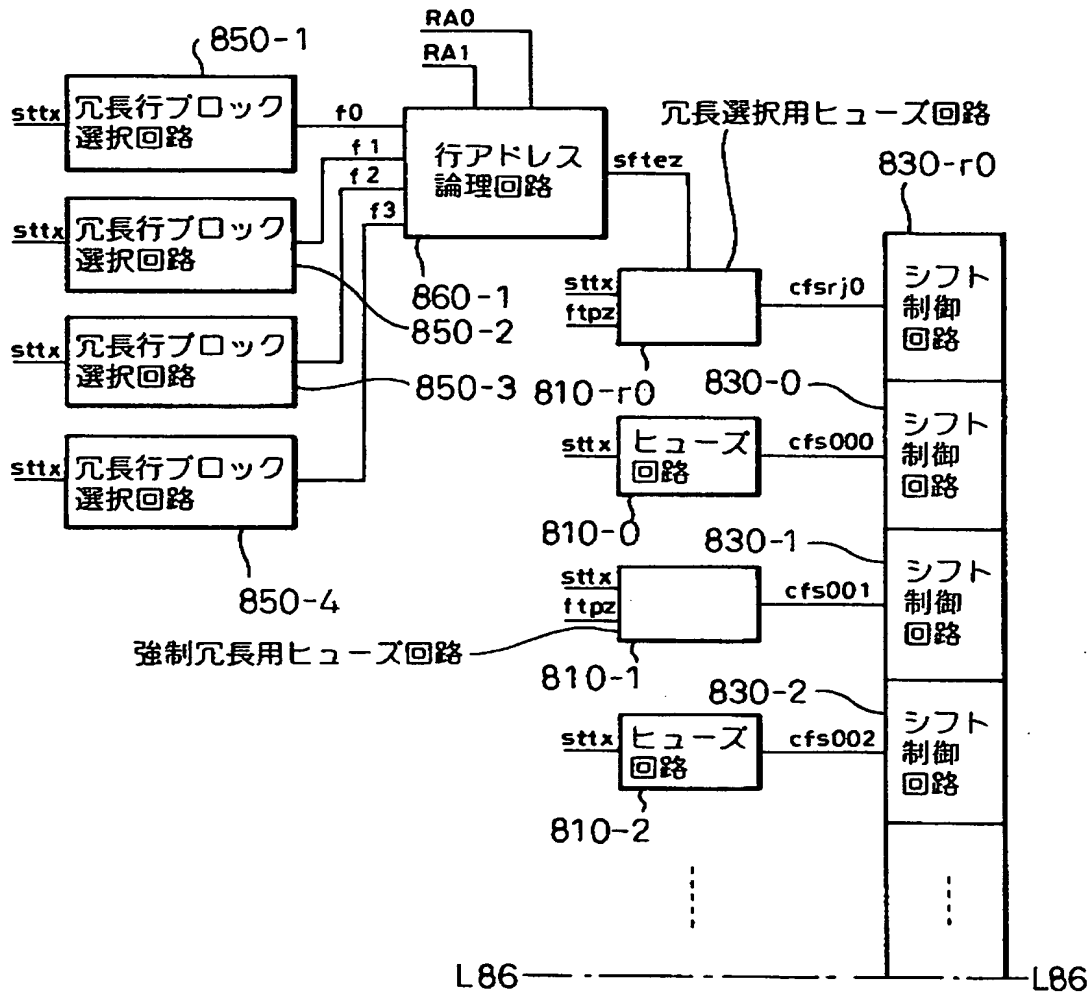 RA0
RA1
850-1
sttx
冗長行ブロック
選択回路
f0
f1
f2
f3
行アドレス
論理回路
sftez
冗長選択用ヒューズ回路
830-r0
sttx
冗長行ブロック
選択回路
860-1
850-2
sttx
ftpz
cfsrj0
シフト
制御
回路
sttx
冗長行ブロック
選択回路
850-3
810-r0
830-0
sttx
ヒューズ
回路
cfs000
シフト
制御
回路
sttx
冗長行ブロック
選択回路
810-0
830-1
850-4
sttx
ftpz
cfs001
シフト
制御
回路
強制冗長用ヒューズ回路
810-1
830-2
sttx
ヒューズ
回路
cfs002
シフト
制御
回路
810-2
L86
L86